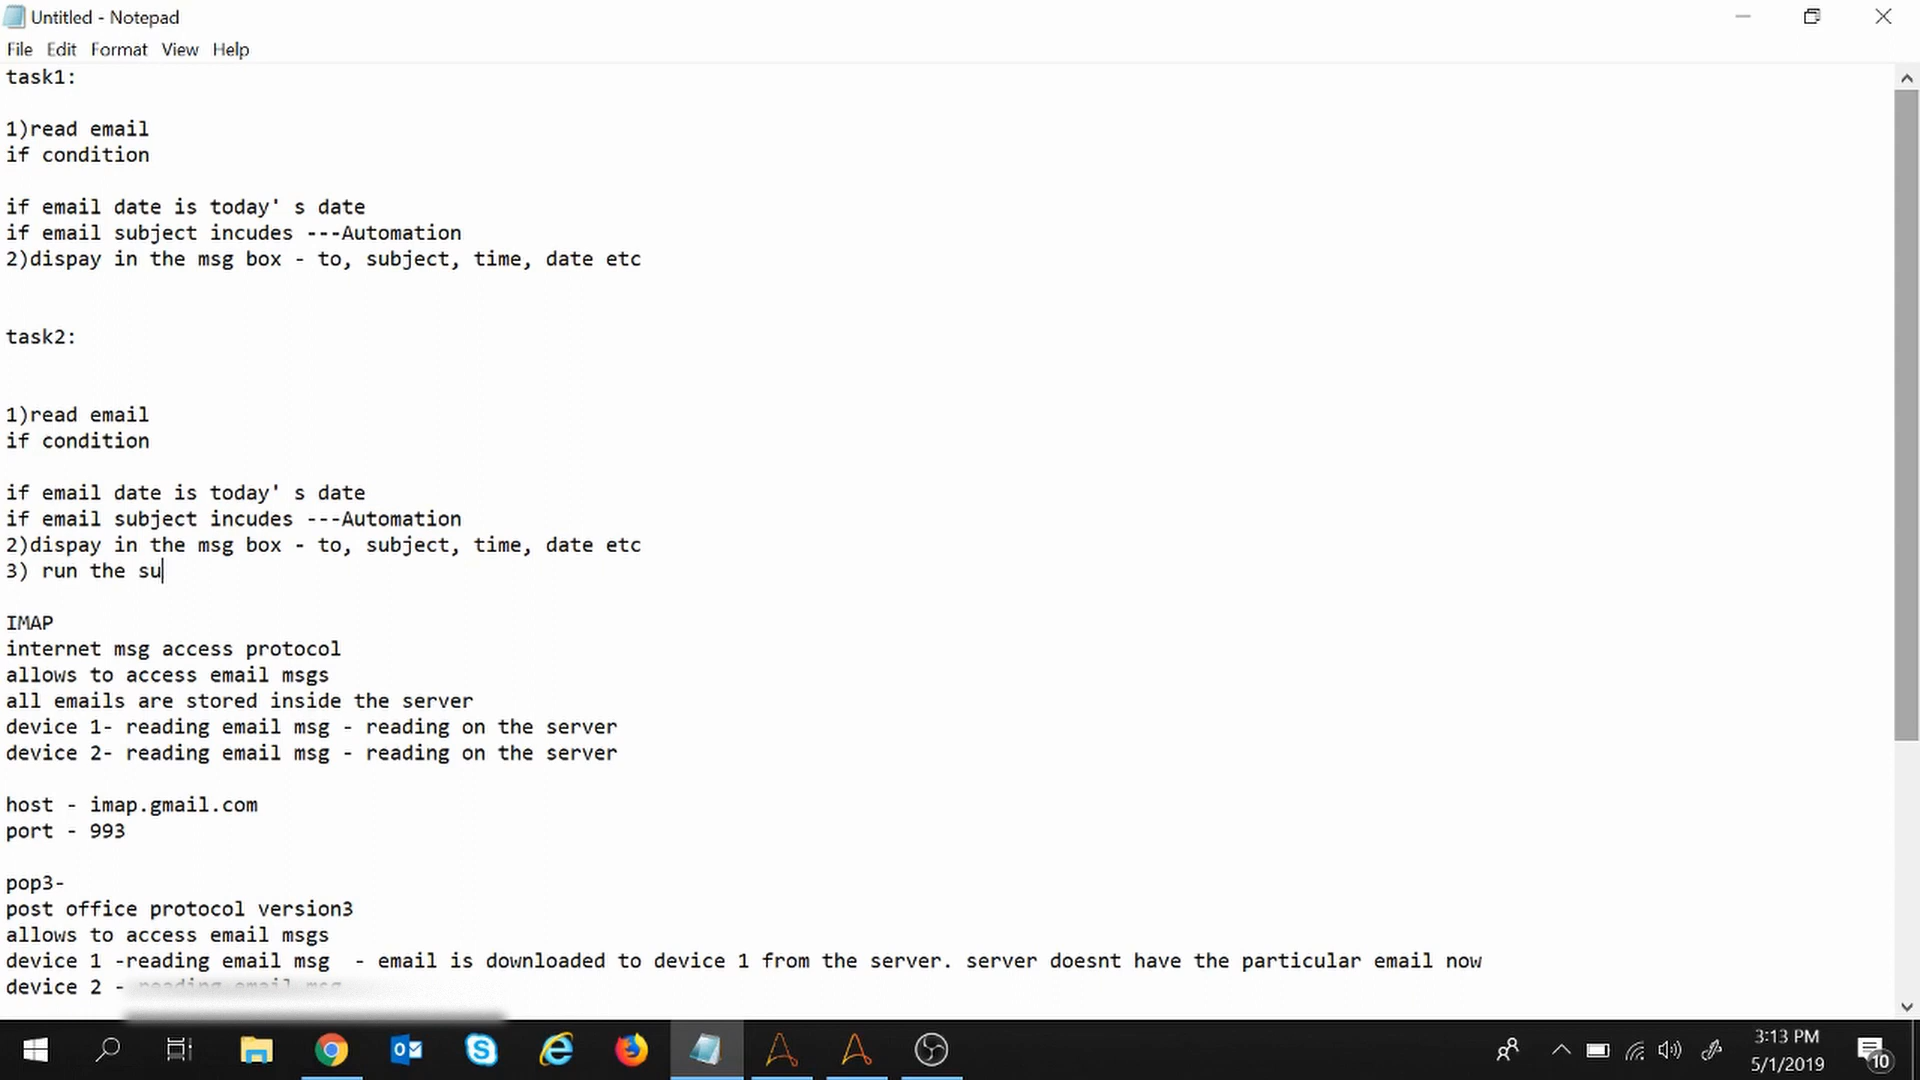 Untitled - Notepad
File Edit Format View Help
task1:
1)read email
if condition
if email date is today' s date
if email subject incudes ---Automation
2)dispay in the msg box - to, subject, time, date etc
task2:
1)read email
if condition
if email date is today' s date
if email subject incudes ---Automation
2)dispay in the msg box - to, subject, time, date etc
3) run the su
IMAP
internet msg access protocol
allows to access email msgs
all emails are stored inside the server
device 1- reading email msg - reading on the server
device 2- reading email msg - reading on the server
host - imap.gmail.com
port - 993
pop3-
post office protocol version3
allows to access email msgs
device 1 -reading email msg  - email is downloaded to device 1 from the server. server doesnt have the particular email now
device 2 -
3:13 PM
5/1/2019
10